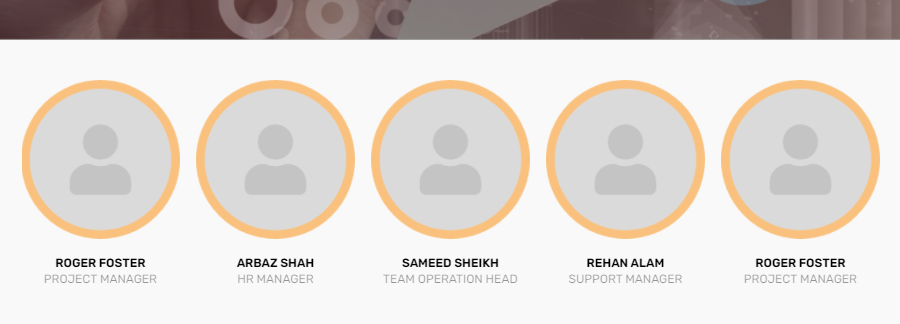 ROGER FOSTER
PROJECT MANAGER
ARBAZ SHAH
HR MANAGER
SAMEED SHEIKH
TEAM OPERATION HEAD
REHAN ALAM
SUPPORT MANAGER
ROGER FOSTER
PROJECT MANAGER